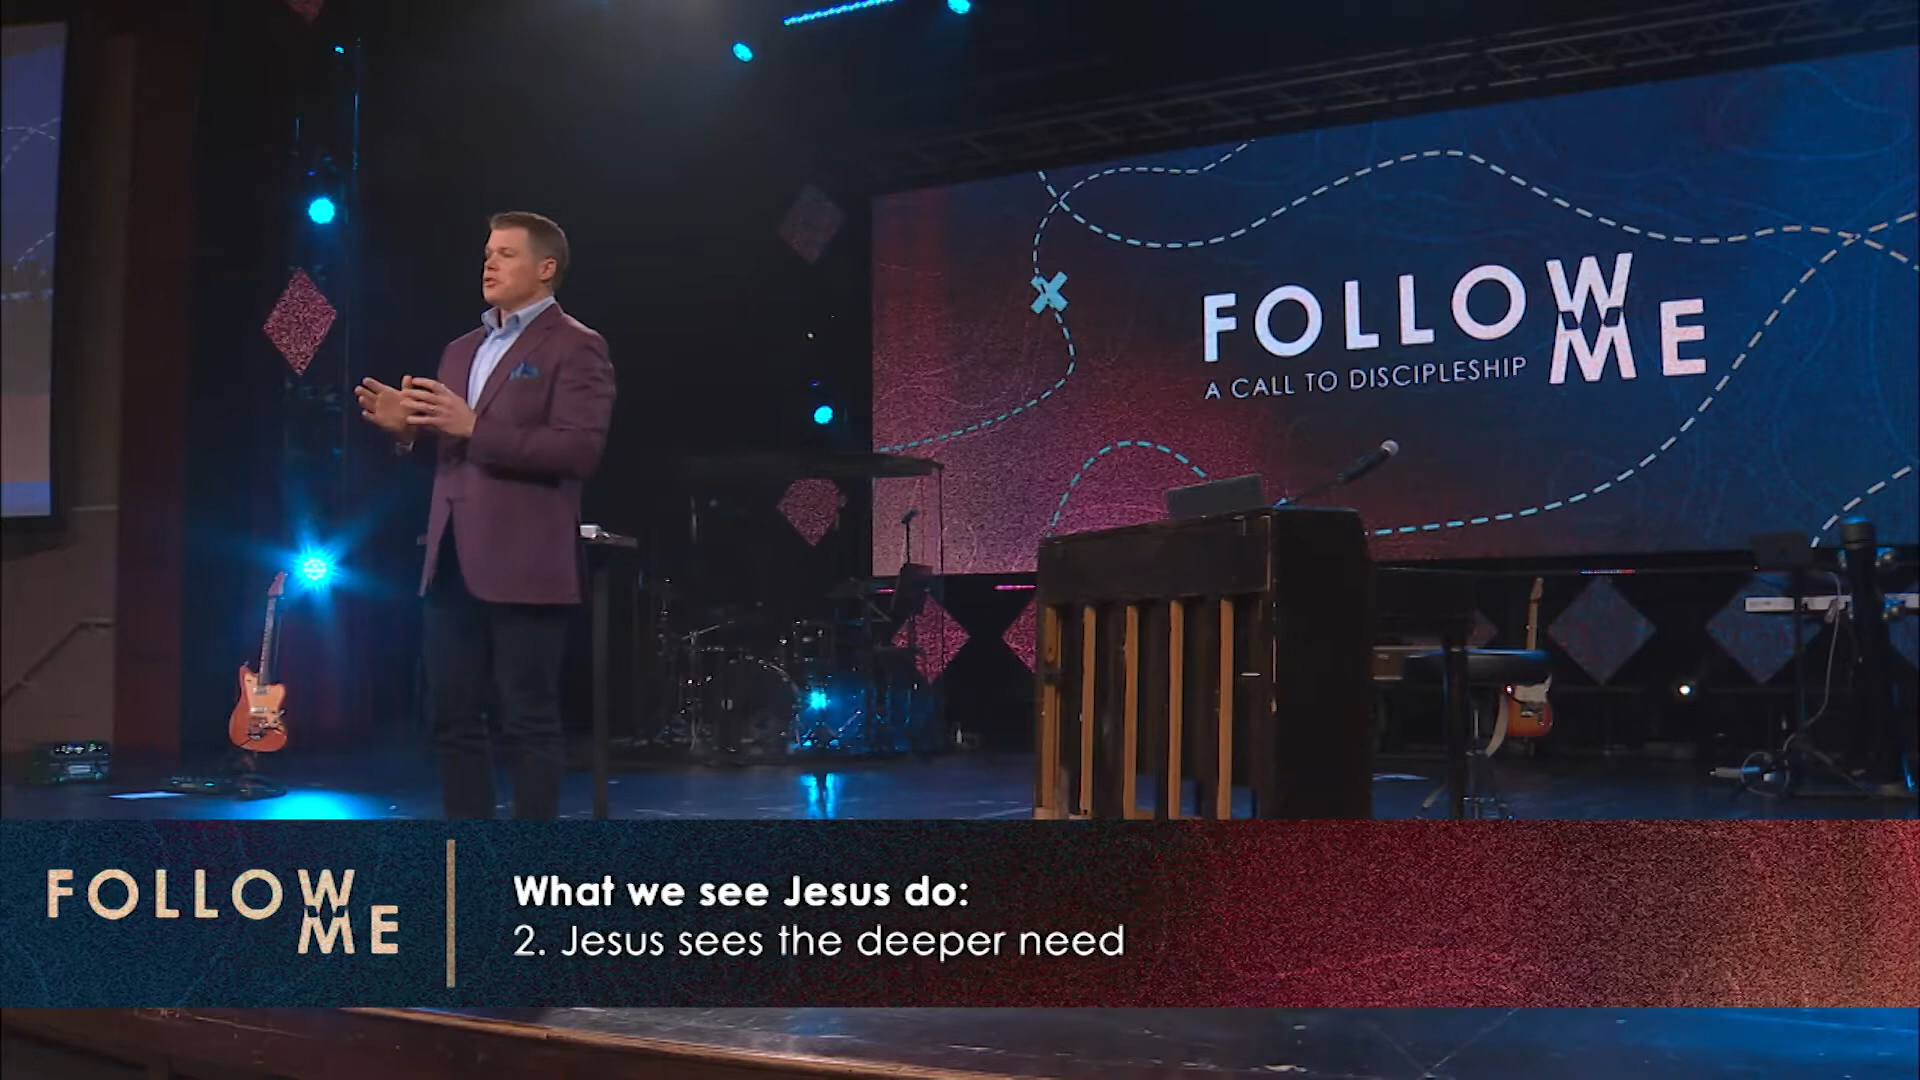 FOLLOW
ME
A CALL TO DISCIPLESHIP
FOLLOW
ME
What we see Jesus do:
2. Jesus sees the deeper need